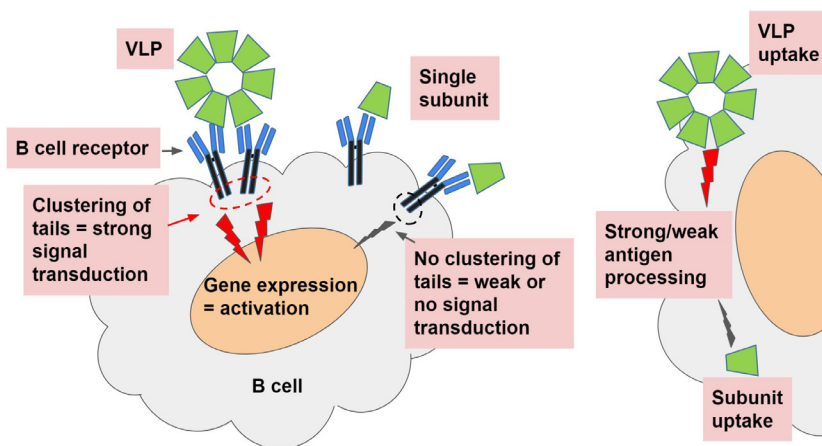 VLP
Single
subunit
B cell receptor
Clustering of
tails = strong
signal
transduction
Gene expression
= activation
No clustering of
tails = weak or
no signal
transduction
B cell
VLP
uptake
Strong/weak
antigen
processing
Subunit
uptake